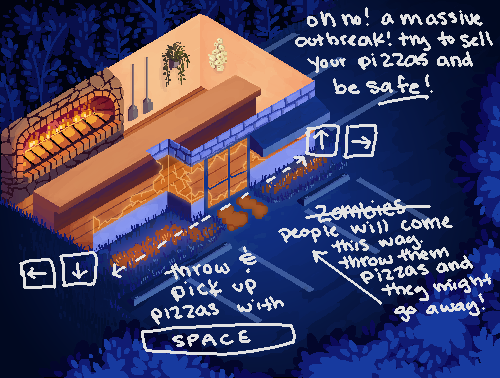 oh no! a massive
outbreak! try to sell
your pizzas and
be safe!
↑ →
Zombies
people will come
this way
throw them
pizzas and
they might
go away!
← ↓
throw &
pick up
pizzas with
SPACE